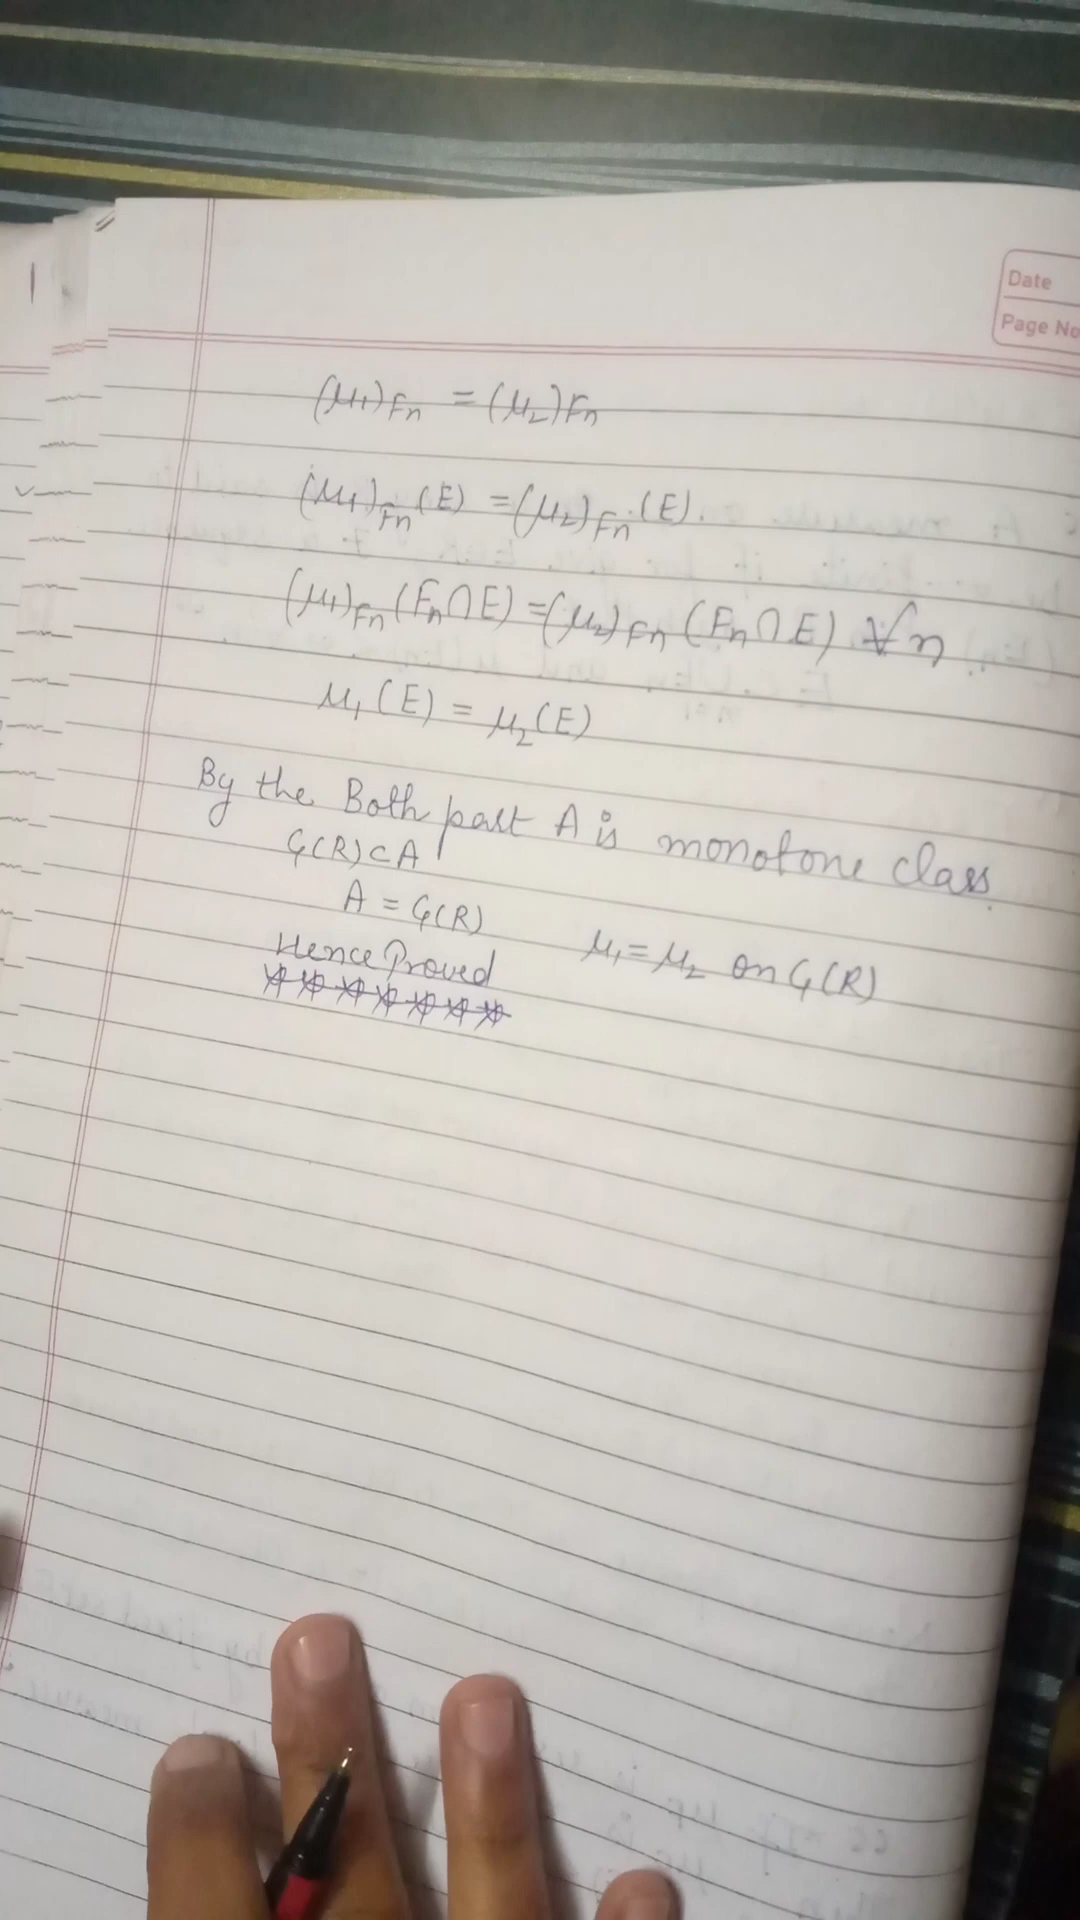 Date
Page No
(μ1)Fn = (μ2)Fn
(μ1)Fn (E) = (μ2)Fn (E).
(μ1)Fn (Fn∩E) = (μ2)Fn (Fn∩E) ∀n
μ1(E) = μ2(E)
By the Both part A is monotone class
G(R)⊂A
A = G(R)
μ1 = μ2 on G(R)
Hence Proved